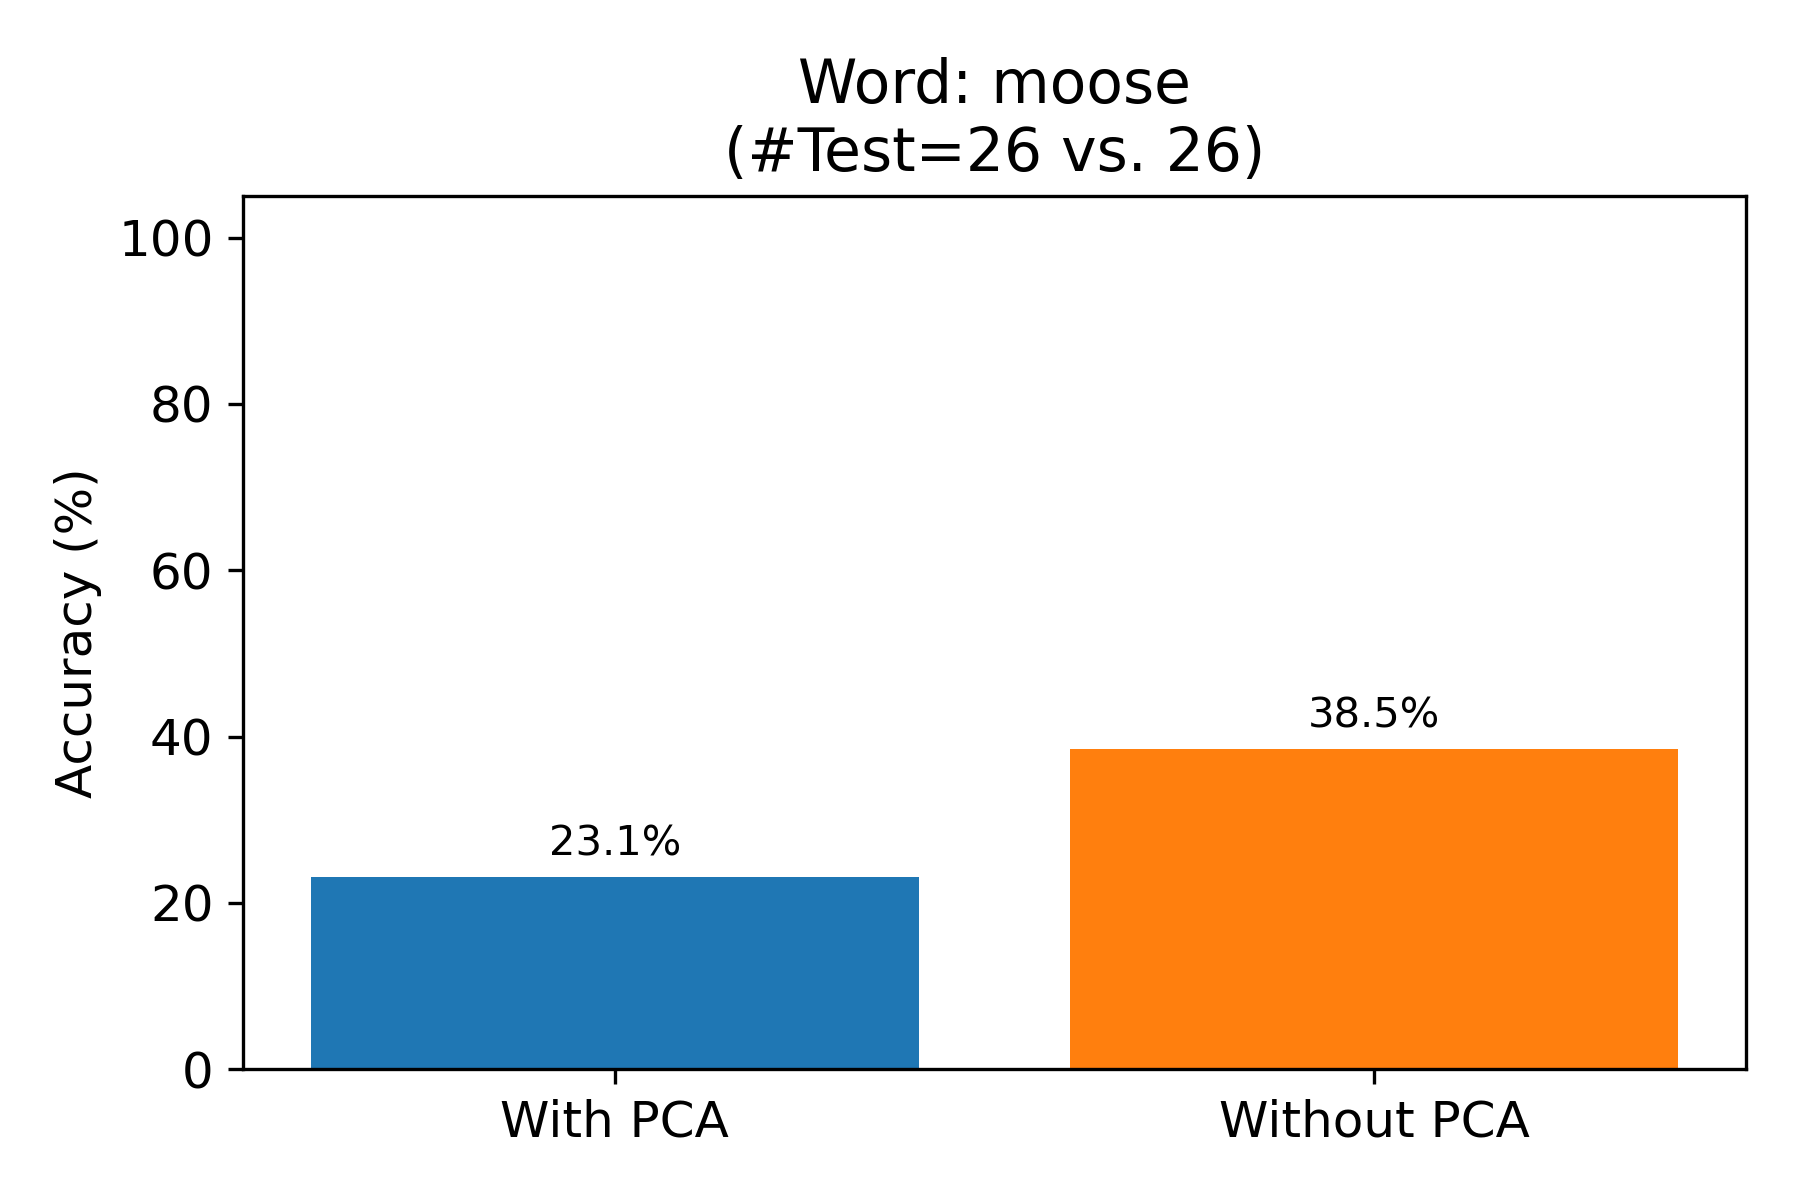 Word: moose
(#Test=26 vs. 26)
Accuracy (%)
100
80
60
40
20
0
23.1%
38.5%
With PCA
Without PCA